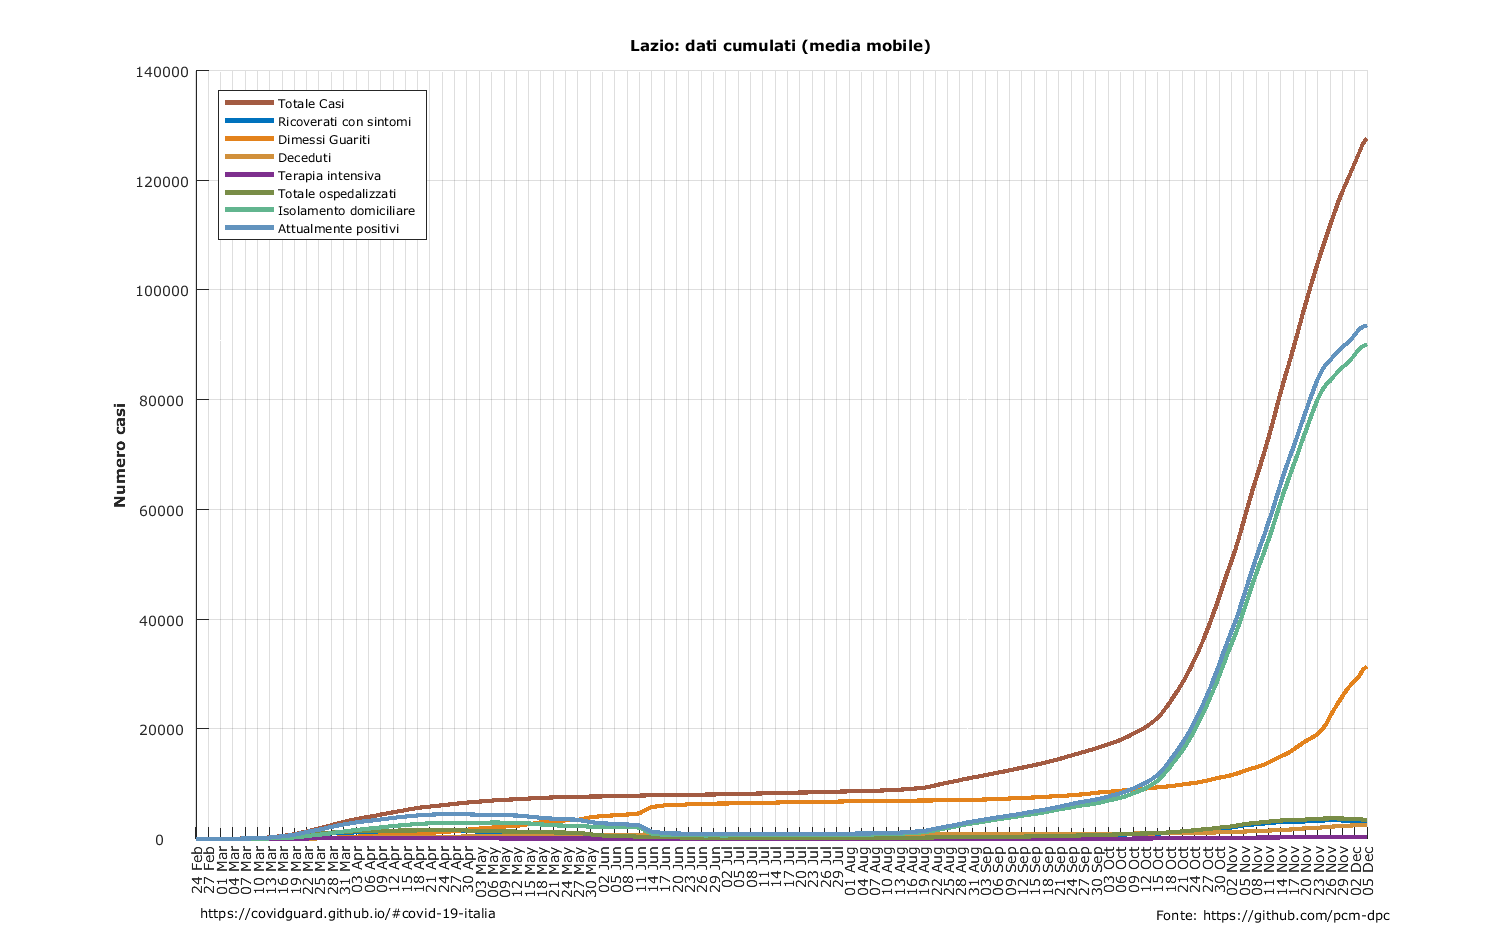 Lazio: dati cumulati (media mobile)
140000
120000
100000
80000
60000
40000
20000
0
Numero casi
Totale Casi
Ricoverati con sintomi
Dimessi Guariti
Deceduti
Terapia intensiva
Totale ospedalizzati
Isolamento domiciliare
Attualmente positivi
24 Feb
27 Feb
01 Mar
04 Mar
07 Mar
10 Mar
13 Mar
16 Mar
19 Mar
22 Mar
25 Mar
28 Mar
31 Mar
03 Apr
06 Apr
09 Apr
12 Apr
15 Apr
18 Apr
21 Apr
24 Apr
27 Apr
30 Apr
03 May
06 May
09 May
12 May
15 May
18 May
21 May
24 May
27 May
30 May
02 Jun
05 Jun
08 Jun
11 Jun
14 Jun
17 Jun
20 Jun
23 Jun
26 Jun
29 Jun
02 Jul
05 Jul
08 Jul
11 Jul
14 Jul
17 Jul
20 Jul
23 Jul
26 Jul
29 Jul
01 Aug
04 Aug
07 Aug
10 Aug
13 Aug
16 Aug
19 Aug
22 Aug
25 Aug
28 Aug
31 Aug
03 Sep
06 Sep
09 Sep
12 Sep
15 Sep
18 Sep
21 Sep
24 Sep
27 Sep
30 Sep
03 Oct
06 Oct
09 Oct
12 Oct
15 Oct
18 Oct
21 Oct
24 Oct
27 Oct
30 Oct
02 Nov
05 Nov
08 Nov
11 Nov
14 Nov
17 Nov
20 Nov
23 Nov
26 Nov
29 Nov
02 Dec
05 Dec
https://covidguard.github.io/#covid-19-italia
Fonte: https://github.com/pcm-dpc